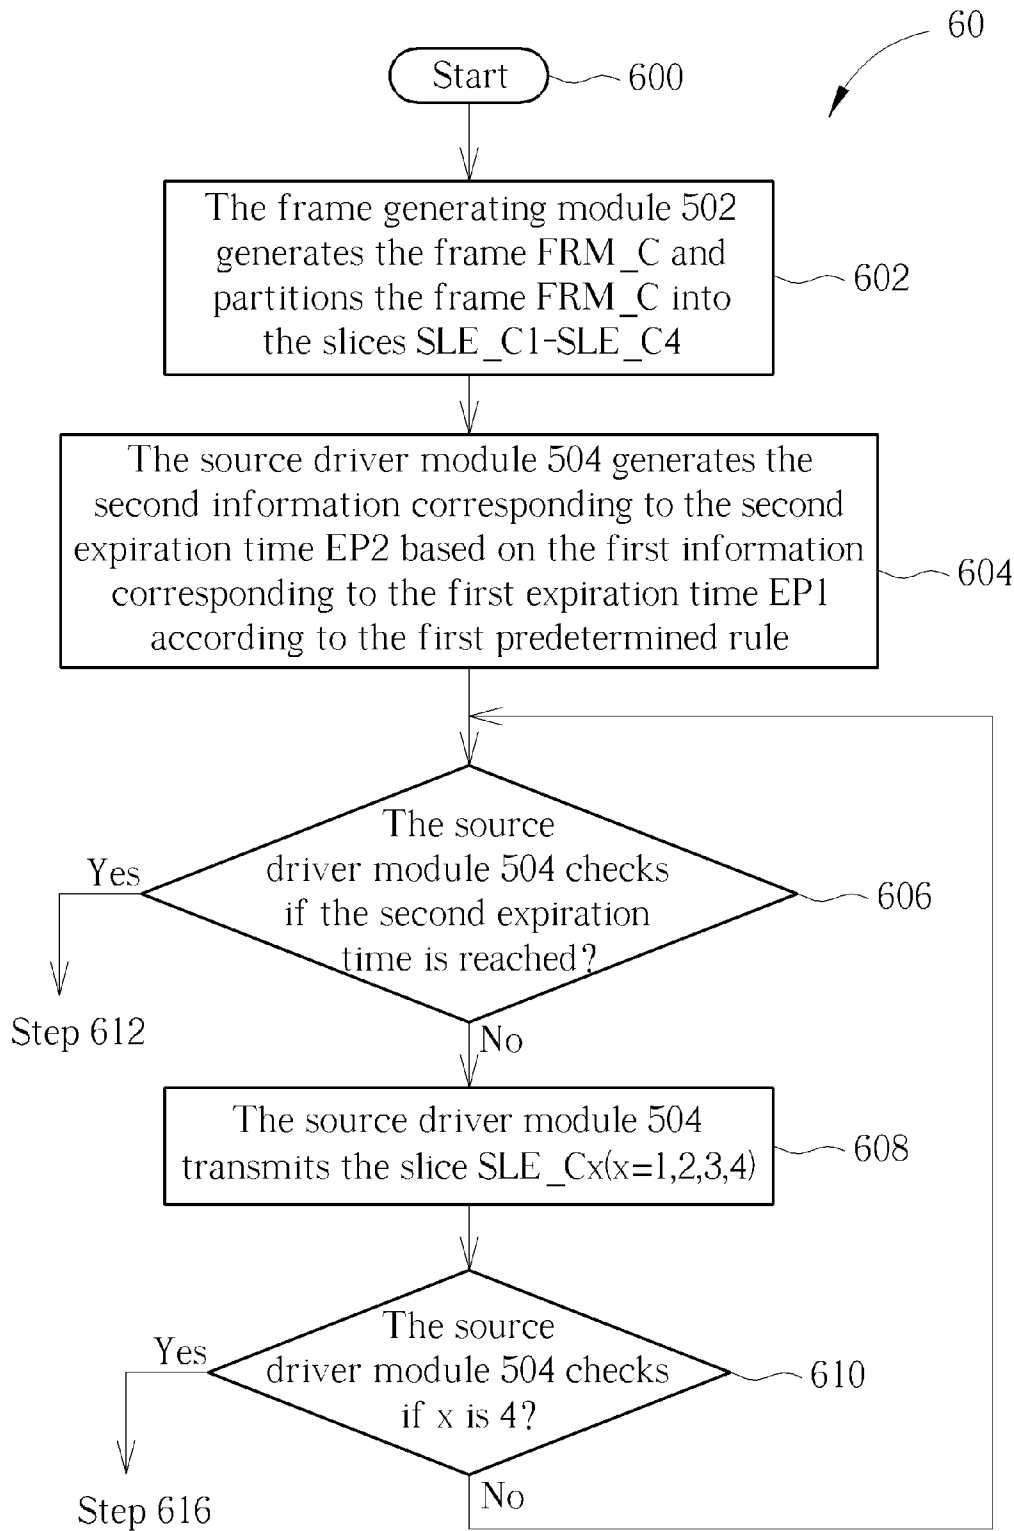 60
Start
600
The frame generating module 502
generates the frame FRM_C and
partitions the frame FRM_C into
the slices SLE_C1-SLE_C4
602
The source driver module 504 generates the
second information corresponding to the second
expiration time EP2 based on the first information
corresponding to the first expiration time EP1
according to the first predetermined rule
604
The source
driver module 504 checks
if the second expiration
time is reached?
606
Yes
Step 612
No
The source driver module 504
transmits the slice SLE_Cx(x=1,2,3,4)
608
The source
driver module 504 checks
if x is 4?
610
Yes
Step 616
No